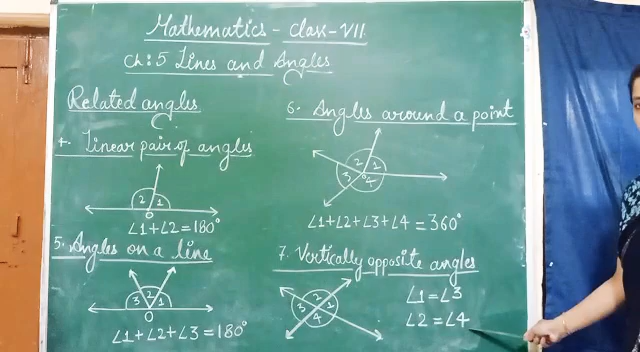 Mathematics - Class-VII
Ch:5 Lines and Angles
Related angles
4. Linear pair of angles
2 1
O
∠1+∠2=180°
5. Angles on a line
3 2 1
O
∠1+∠2+∠3=180°
6. Angles around a point
2 1
3 4
O
∠1+∠2+∠3+∠4=360°
7. Vertically opposite angles
2
3 1
4
∠1=∠3
∠2=∠4